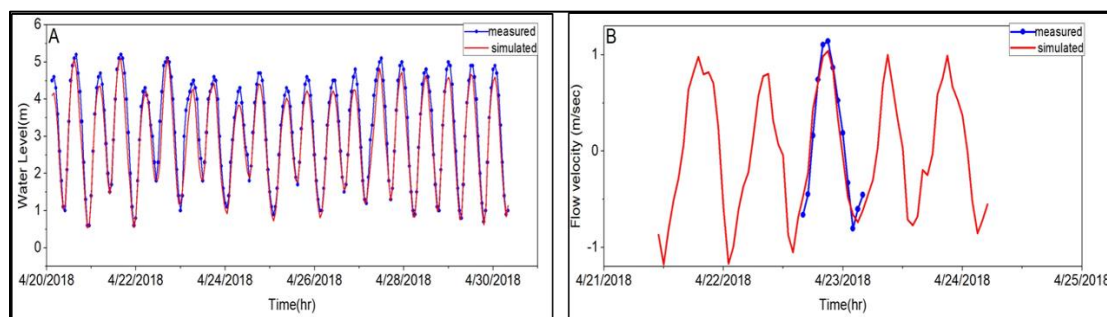 A
measured
simulated
Water Level(m)
6
5
4
3
2
1
0
4/20/2018 4/22/2018 4/24/2018 4/26/2018 4/28/2018 4/30/2018
Time(hr)
B
measured
simulated
Flow velocity (m/sec)
1
0
-1
4/21/2018 4/22/2018 4/23/2018 4/24/2018 4/25/2018
Time(hr)